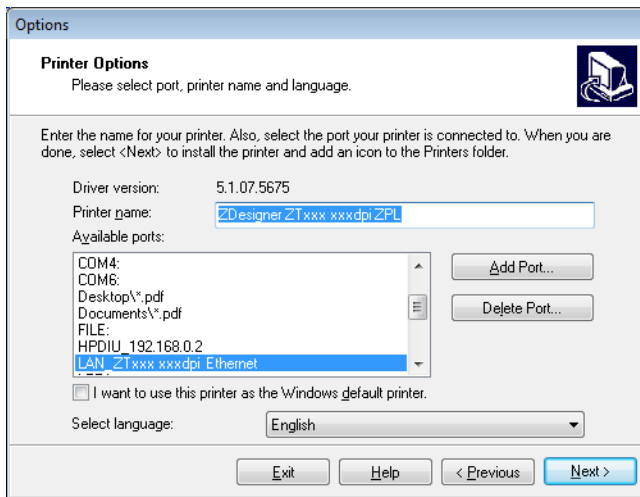 Options
Printer Options
Please select port, printer name and language.
Enter the name for your printer. Also, select the port your printer is connected to. When you are
done, select <Next> to install the printer and add an icon to the Printers folder.
Driver version: 5.1.07.5675
Printer name: ZDesigner ZTxxx xxxdpi ZPL
Available ports:
COM4:
COM6:
Desktop\*.pdf
Documents\*.pdf
FILE:
HPDIU_192.168.0.2
LAN_ZTxxx xxxdpi Ethernet
Add Port...
Delete Port...
I want to use this printer as the Windows default printer.
Select language: English
Exit Help < Previous Next >